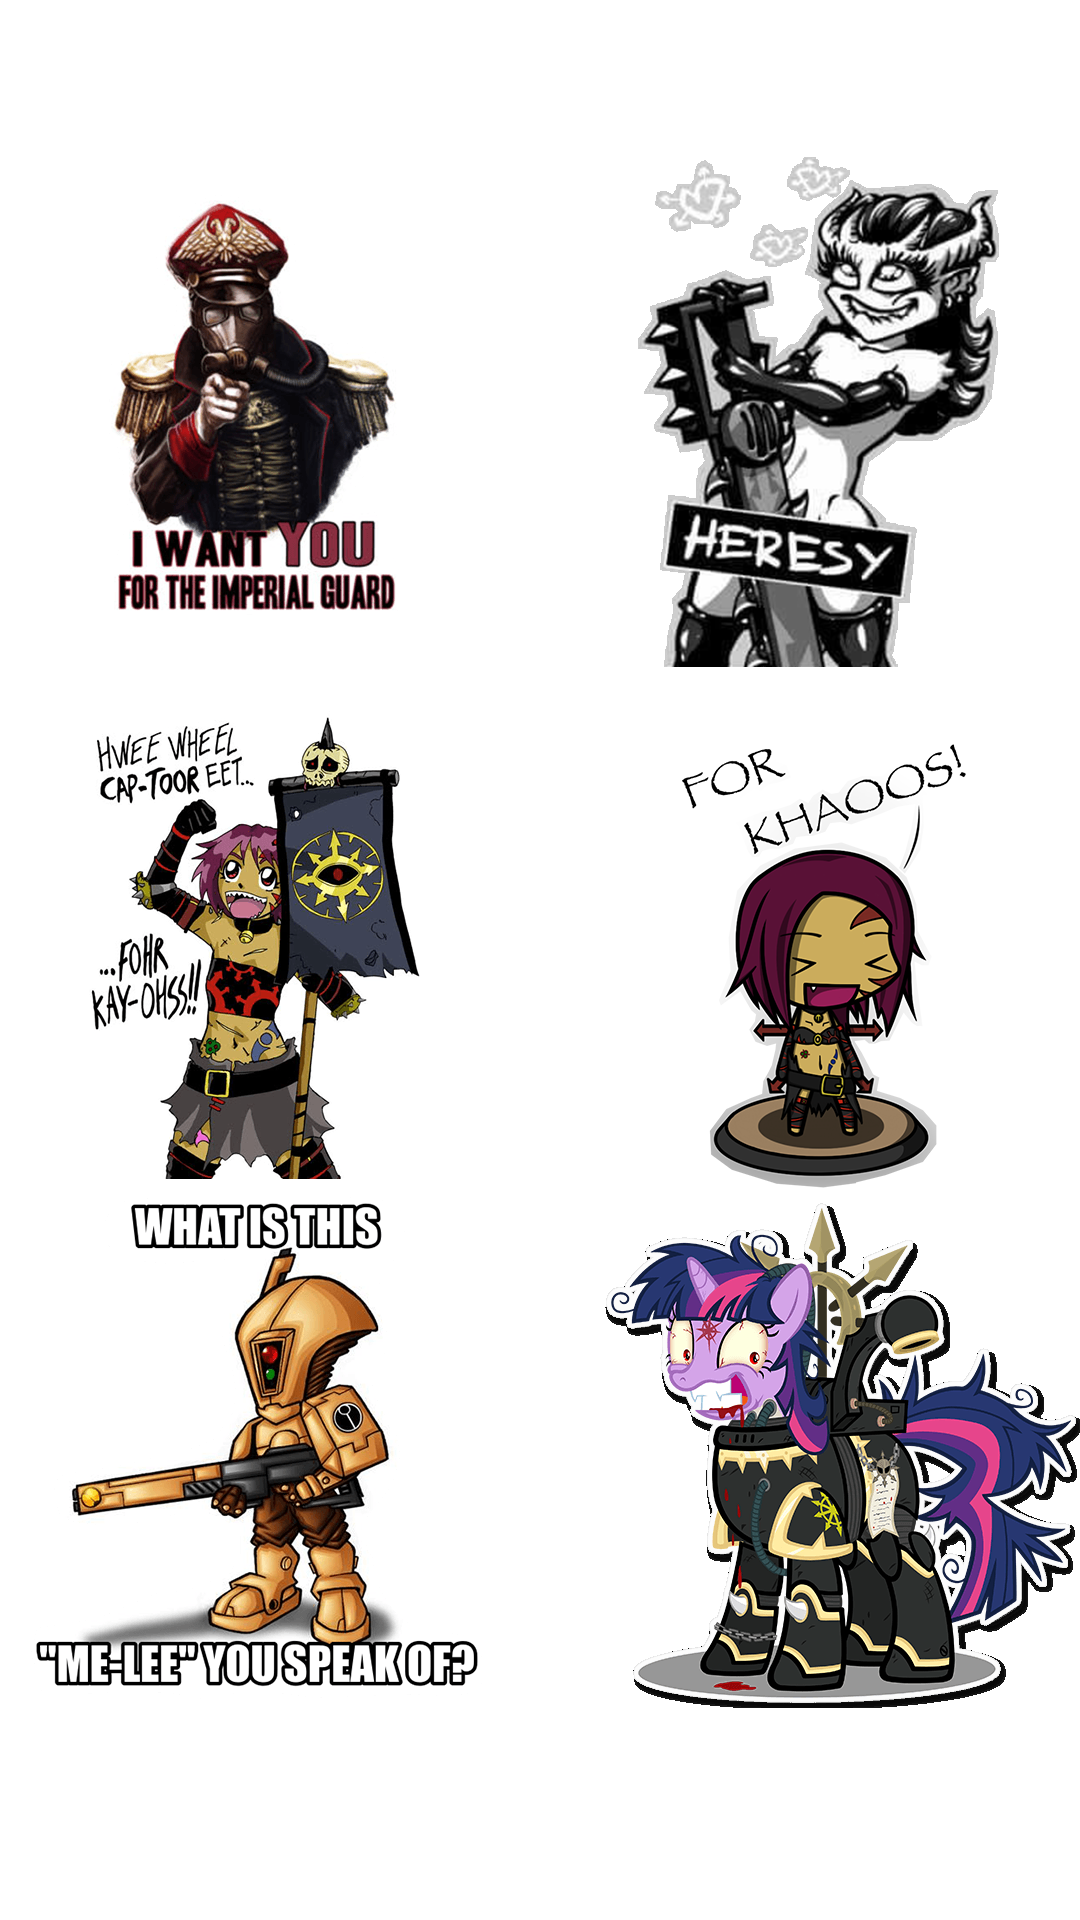 I WANT YOU
FOR THE IMPERIAL GUARD
HERESY
HWEE WHEEL
CAP-TOOR EET...
...FOHR
KAY-OHSS!!
FOR
KHAOOS!
WHAT IS THIS
"ME-LEE" YOU SPEAK OF?